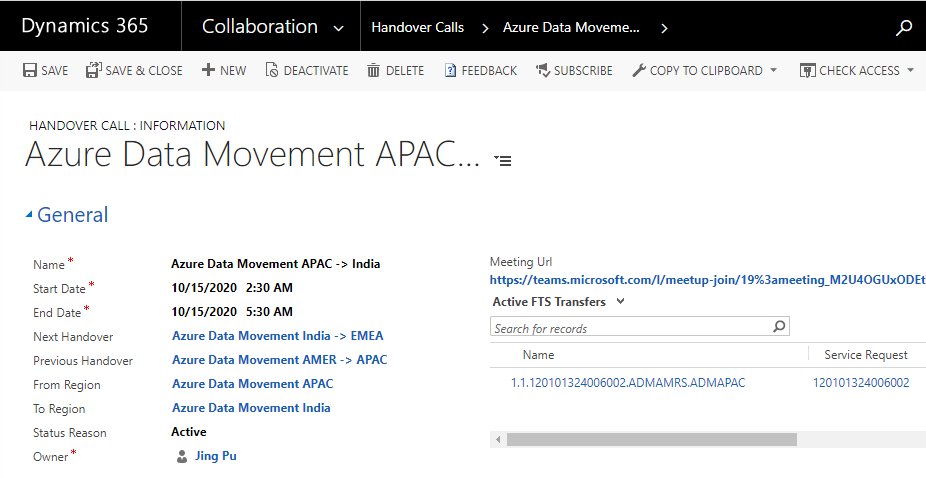 Dynamics 365 Collaboration Handover Calls Azure Data Moveme...
SAVE SAVE & CLOSE NEW DEACTIVATE DELETE FEEDBACK SUBSCRIBE COPY TO CLIPBOARD CHECK ACCESS
HANDOVER CALL : INFORMATION
Azure Data Movement APAC...
General
Name* Azure Data Movement APAC -> India
Start Date* 10/15/2020 2:30 AM
End Date* 10/15/2020 5:30 AM
Next Handover Azure Data Movement India -> EMEA
Previous Handover Azure Data Movement AMER -> APAC
From Region Azure Data Movement APAC
To Region Azure Data Movement India
Status Reason Active
Owner* Jing Pu
Meeting Url
https://teams.microsoft.com/l/meetup-join/19%3ameeting_M2U4OGUxODEt
Active FTS Transfers
Search for records
Name Service Request
1.1.120101324006002.ADMAMRS.ADMAPAC 120101324006002